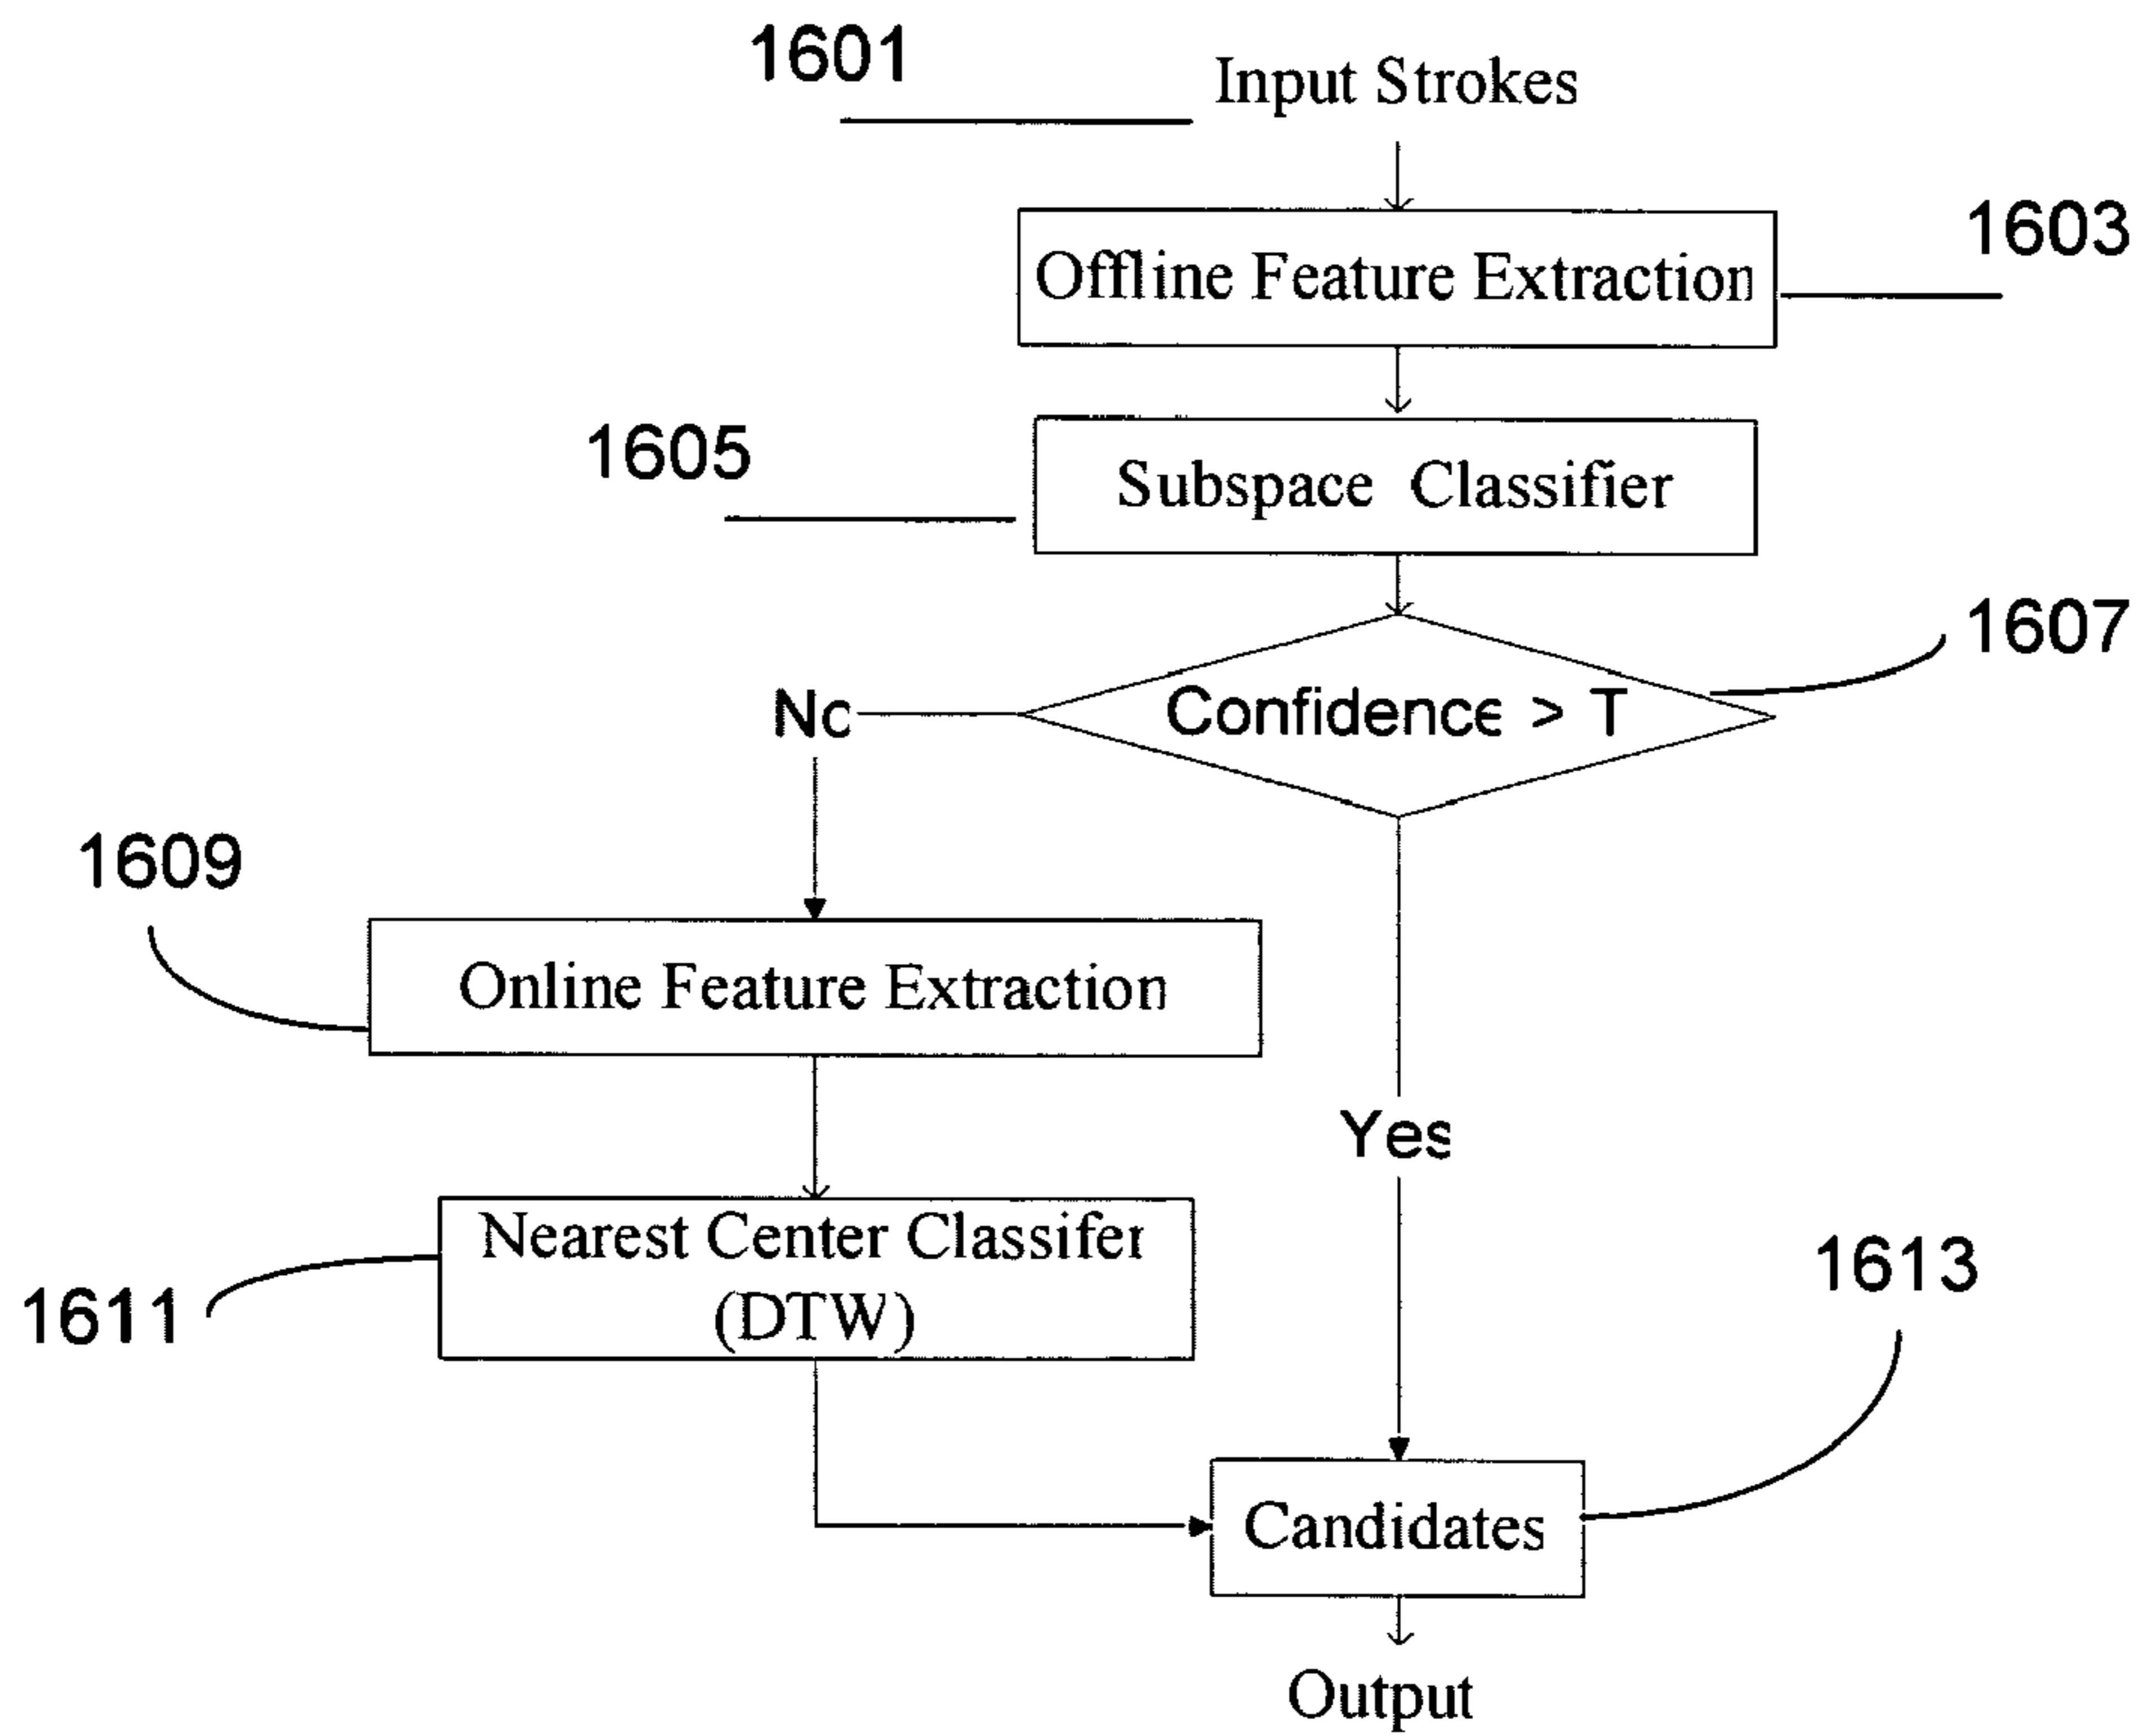 1601
Input Strokes
1603
Offline Feature Extraction
1605
Subspace Classifier
1607
Confidence > T
No
1609
Online Feature Extraction
Yes
Nearest Center Classifer
(DTW)
1611
1613
Candidates
Output